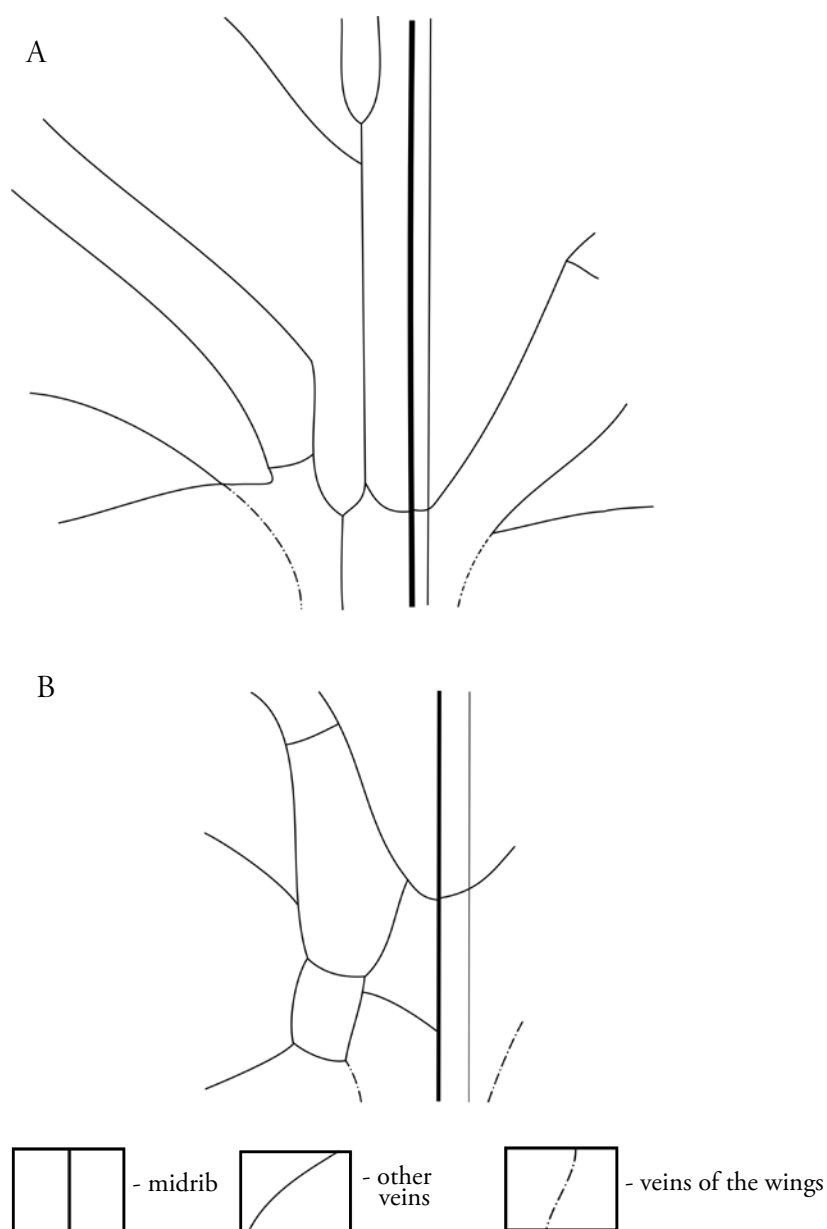 A
B
- midrib
- other
veins
- veins of the wings